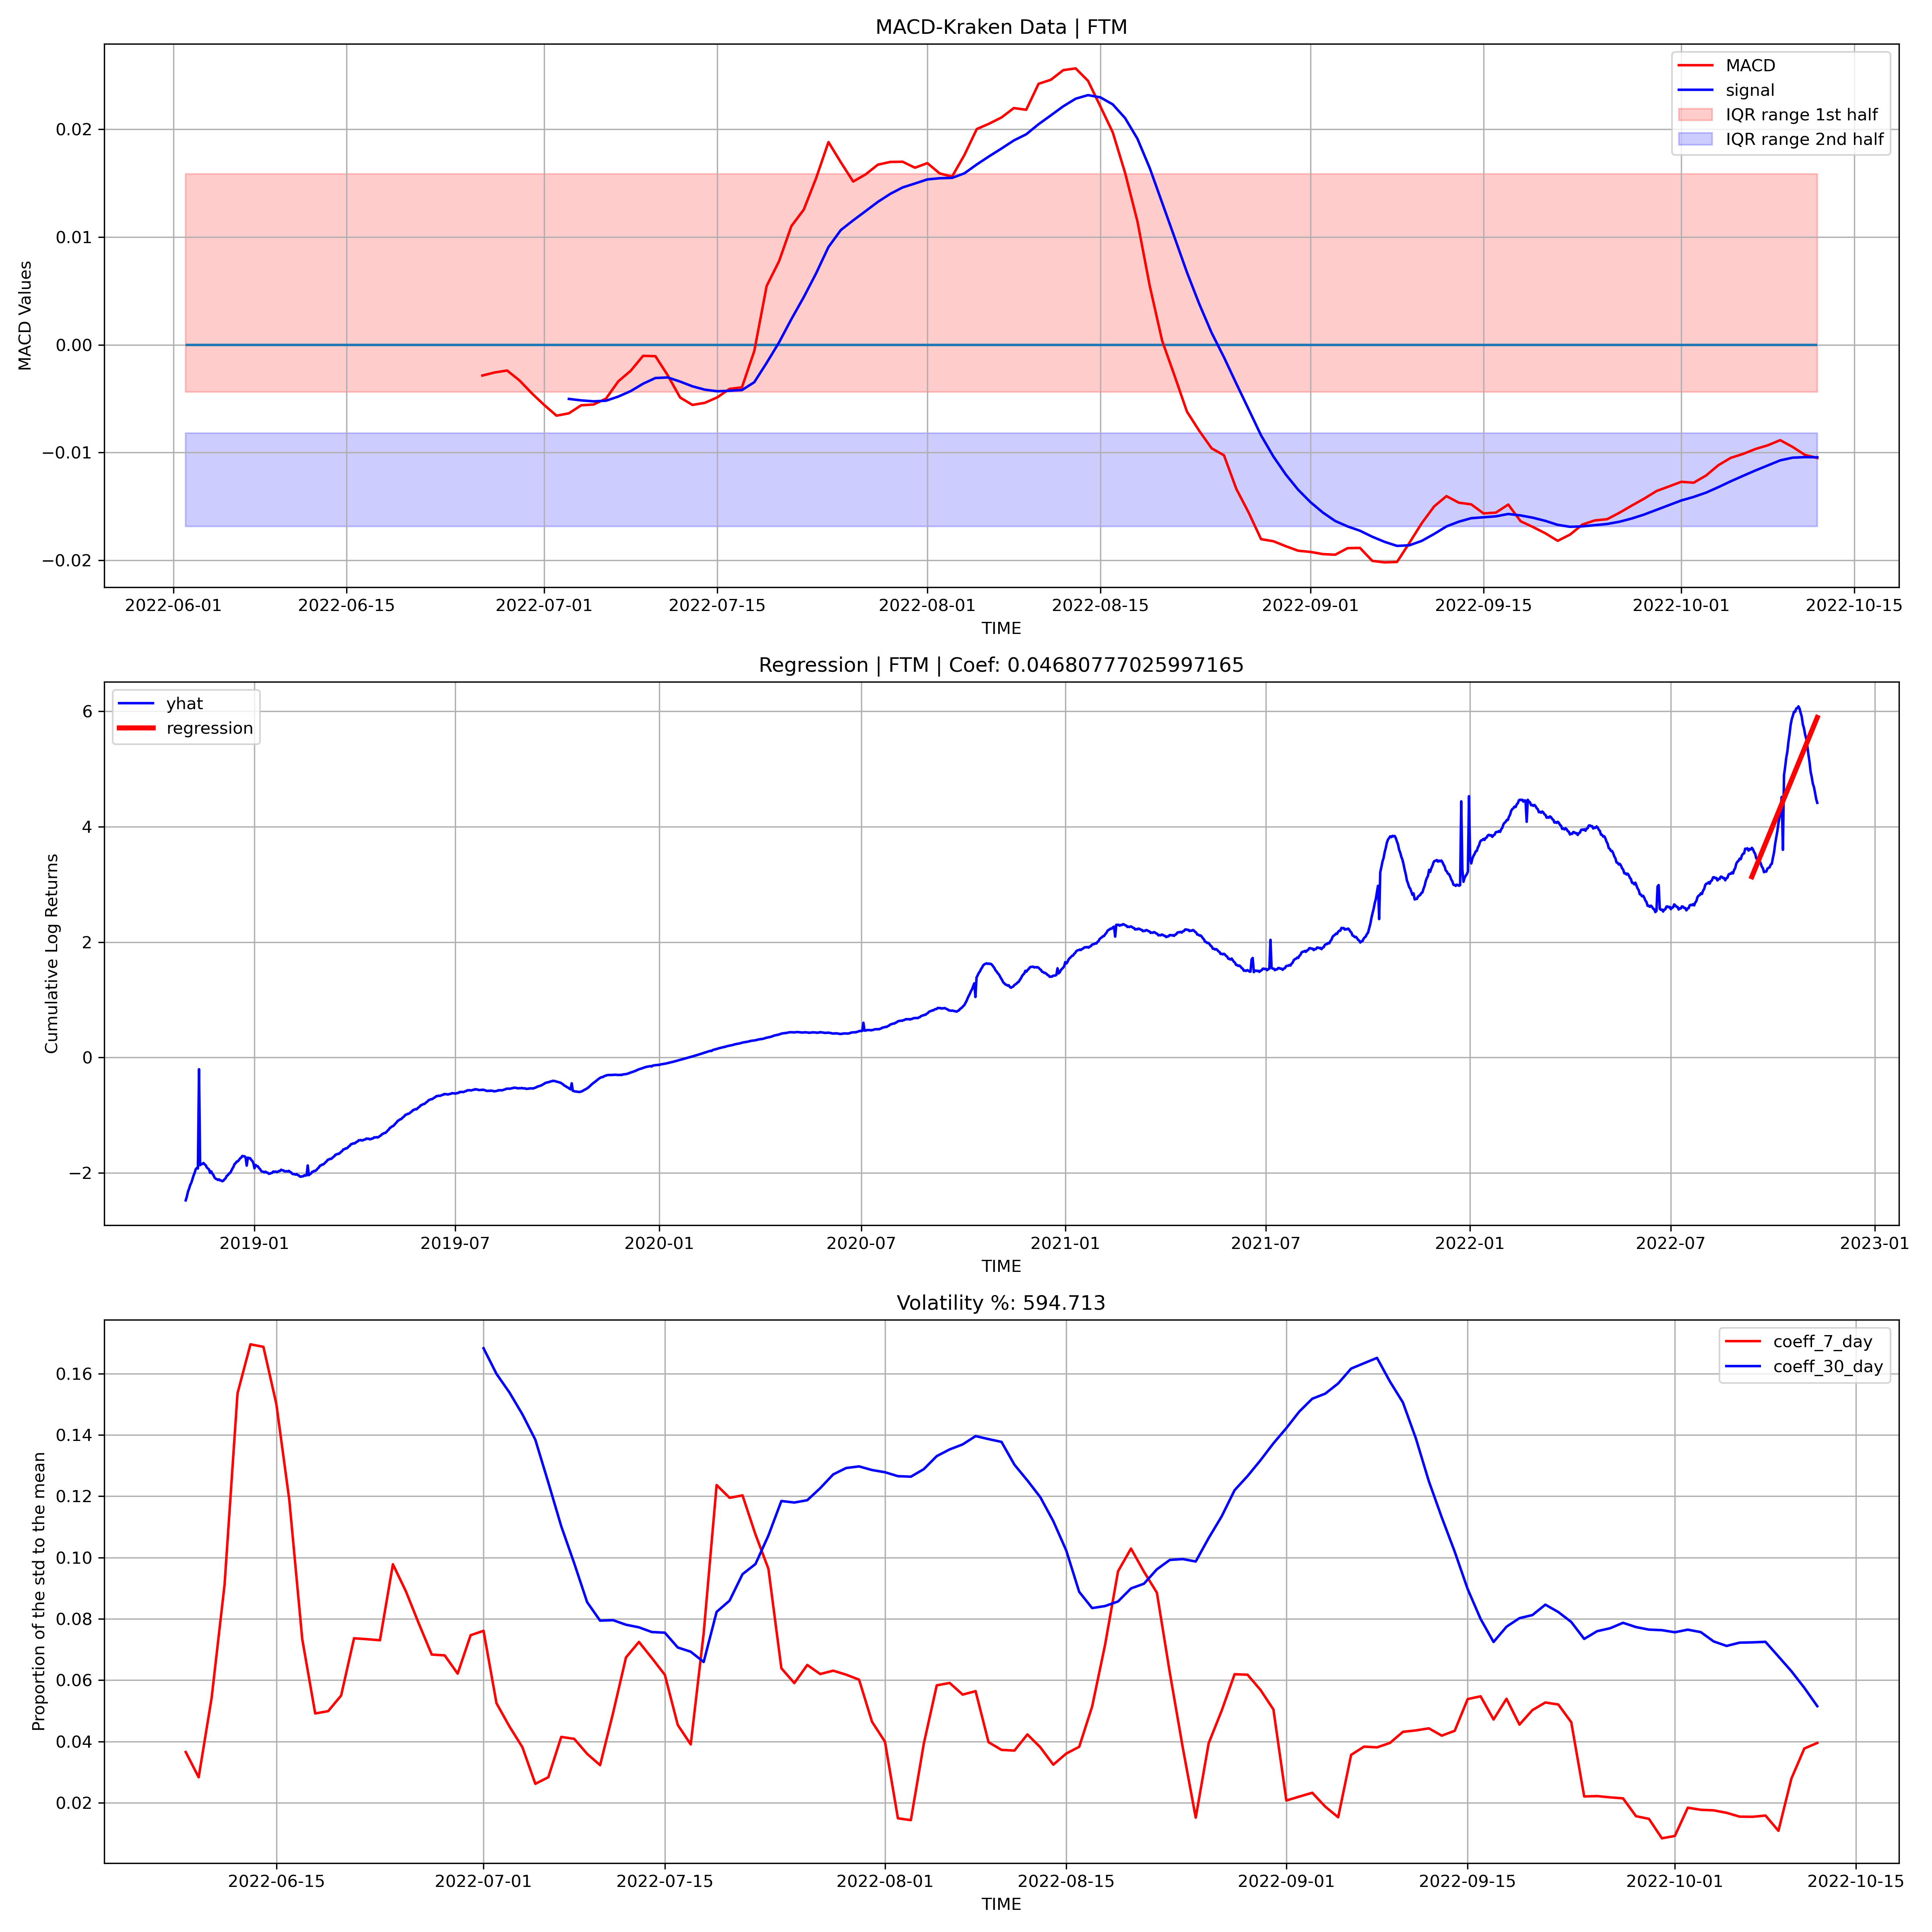 MACD-Kraken Data | FTM
MACD
signal
IQR range 1st half
IQR range 2nd half
0.02
0.01
0.00
−0.01
−0.02
MACD Values
2022-06-01 2022-06-15 2022-07-01 2022-07-15 2022-08-01 2022-08-15 2022-09-01 2022-09-15 2022-10-01 2022-10-15
TIME
Regression | FTM | Coef: 0.04680777025997165
yhat
regression
6
4
2
0
−2
Cumulative Log Returns
2019-01 2019-07 2020-01 2020-07 2021-01 2021-07 2022-01 2022-07 2023-01
TIME
Volatility %: 594.713
coeff_7_day
coeff_30_day
0.16
0.14
0.12
0.10
0.08
0.06
0.04
0.02
Proportion of the std to the mean
2022-06-15 2022-07-01 2022-07-15 2022-08-01 2022-08-15 2022-09-01 2022-09-15 2022-10-01 2022-10-15
TIME